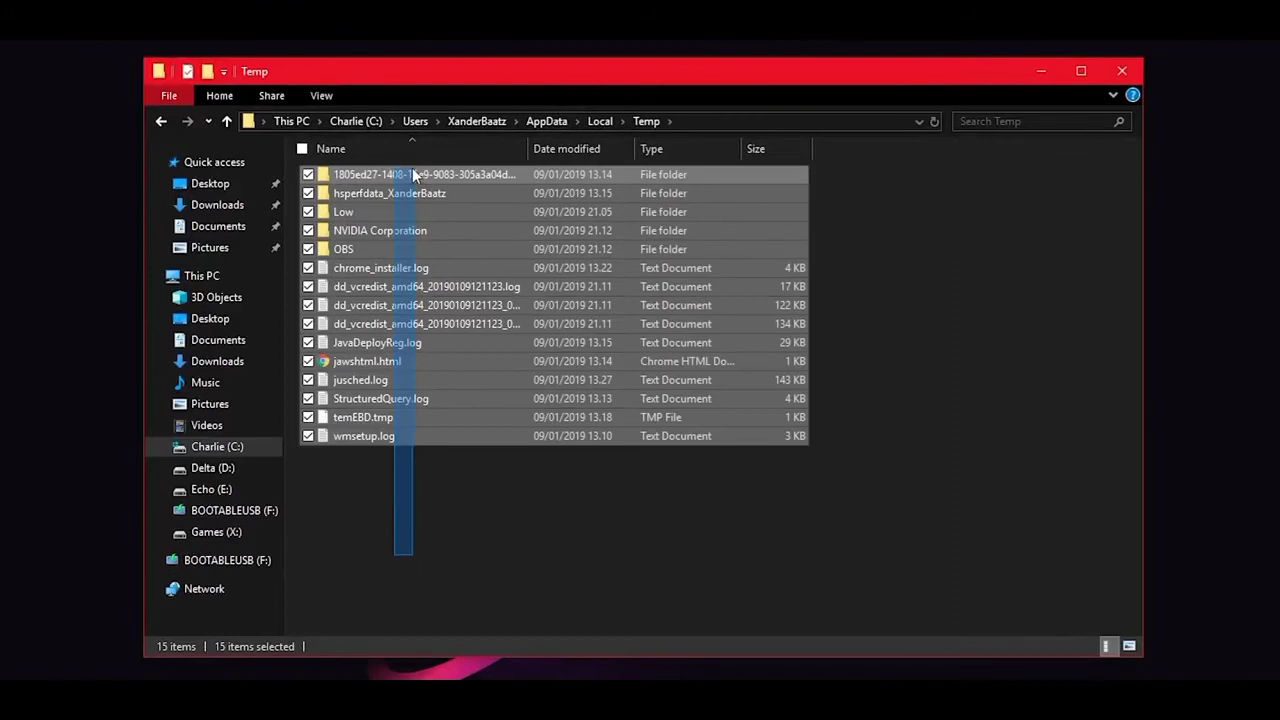 Temp
File Home Share View
This PC Charlie (C:) Users XanderBaatz AppData Local Temp
Search Temp
Name Date modified Type Size
Quick access
Desktop
Downloads
Documents
Pictures
This PC
3D Objects
Desktop
Documents
Downloads
Music
Pictures
Videos
Charlie (C:)
Delta (D:)
Echo (E:)
BOOTABLEUSB (F:)
Games (X:)
BOOTABLEUSB (F:)
Network
1805ed27-1408-11e9-9083-305a3a04d... 09/01/2019 13.14 File folder
hsperfdata_XanderBaatz 09/01/2019 13.15 File folder
Low 09/01/2019 21.05 File folder
NVIDIA Corporation 09/01/2019 21.12 File folder
OBS 09/01/2019 21.12 File folder
chrome_installer.log 09/01/2019 13.22 Text Document 4 KB
dd_vcredist_amd64_20190109121123.log 09/01/2019 21.11 Text Document 17 KB
dd_vcredist_amd64_20190109121123_0... 09/01/2019 21.11 Text Document 122 KB
dd_vcredist_amd64_20190109121123_0... 09/01/2019 21.11 Text Document 134 KB
JavaDeployReg.log 09/01/2019 13.15 Text Document 29 KB
jawshtml.html 09/01/2019 13.14 Chrome HTML Do... 1 KB
jusched.log 09/01/2019 13.27 Text Document 143 KB
StructuredQuery.log 09/01/2019 13.13 Text Document 4 KB
temEBD.tmp 09/01/2019 13.18 TMP File 1 KB
wmsetup.log 09/01/2019 13.10 Text Document 3 KB
15 items 15 items selected